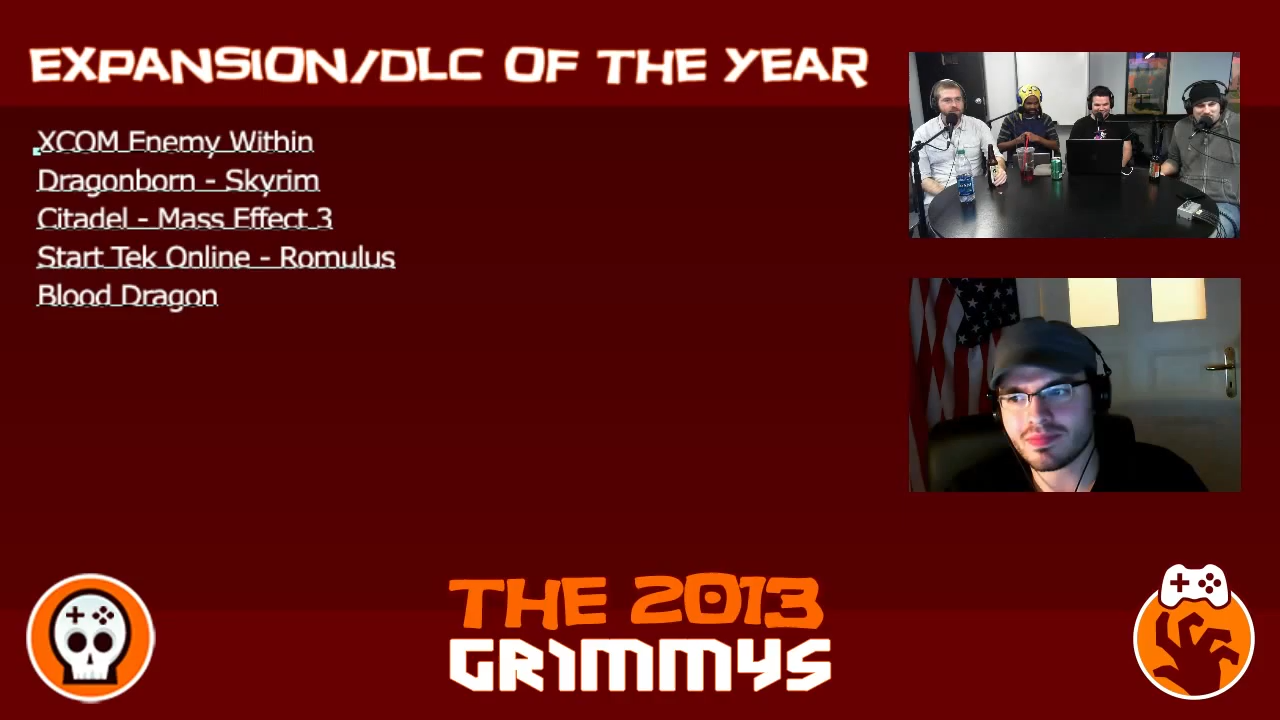 EXPANSION/DLC OF THE YEAR
XCOM Enemy Within
Dragonborn - Skyrim
Citadel - Mass Effect 3
Start Tek Online - Romulus
Blood Dragon
THE 2013
GR1MM4S